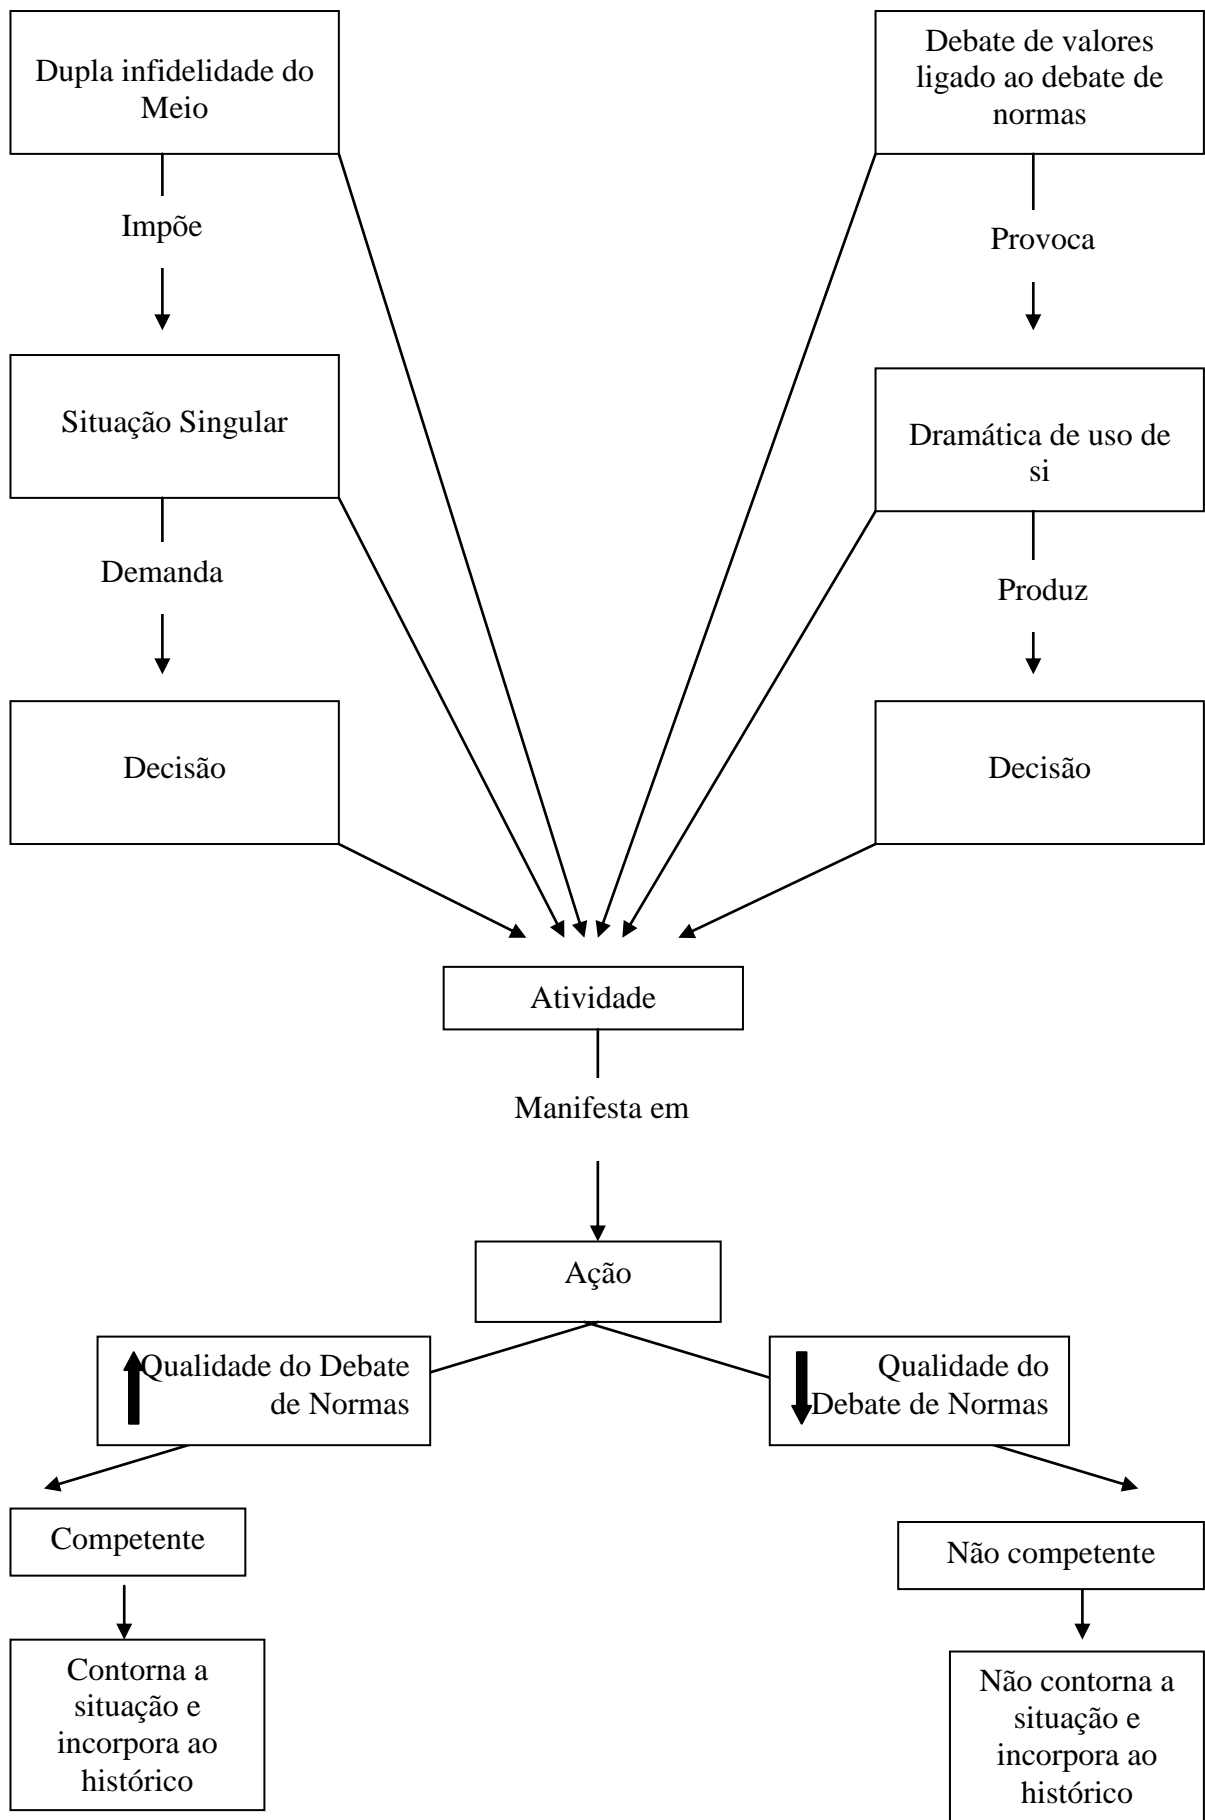 Dupla infidelidade do
Meio
Debate de valores
ligado ao debate de
normas
Impõe
Provoca
Situação Singular
Dramática de uso de
si
Demanda
Produz
Decisão
Decisão
Atividade
Manifesta em
Ação
Qualidade do Debate
de Normas
Qualidade do
Debate de Normas
Competente
Não competente
Contorna a
situação e
incorpora ao
histórico
Não contorna a
situação e
incorpora ao
histórico